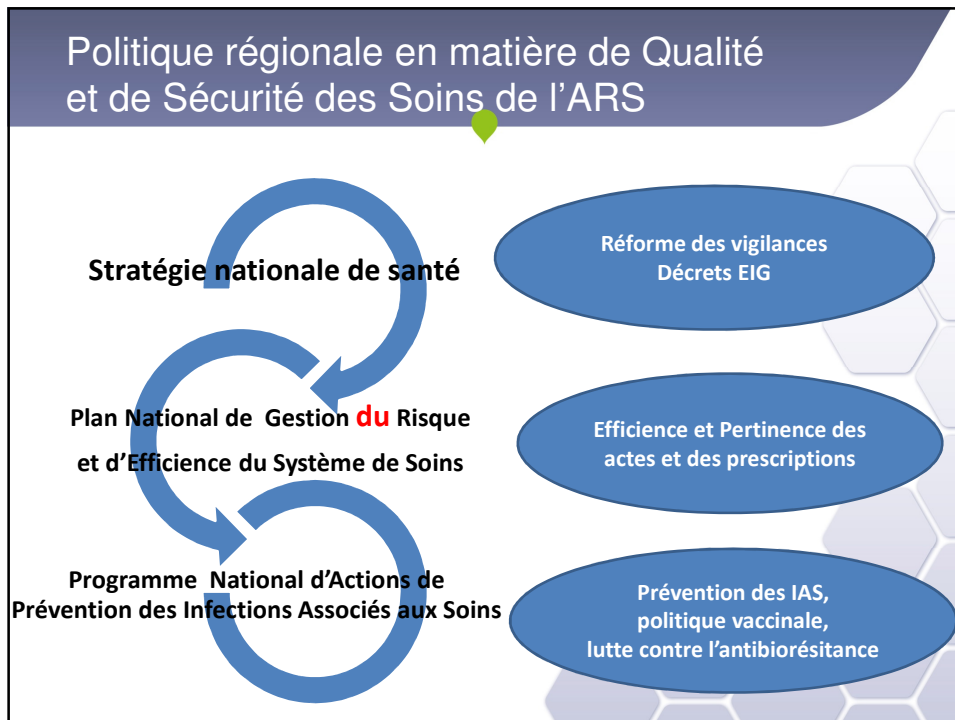 Politique régionale en matière de Qualité
et de Sécurité des Soins de l'ARS
Stratégie nationale de santé
Réforme des vigilances
Décrets EIG
Plan National de Gestion du Risque
et d'Efficience du Système de Soins
Efficience et Pertinence des
actes et des prescriptions
Programme National d'Actions de
Prévention des Infections Associés aux Soins
Prévention des IAS,
politique vaccinale,
lutte contre l'antibiorésitance